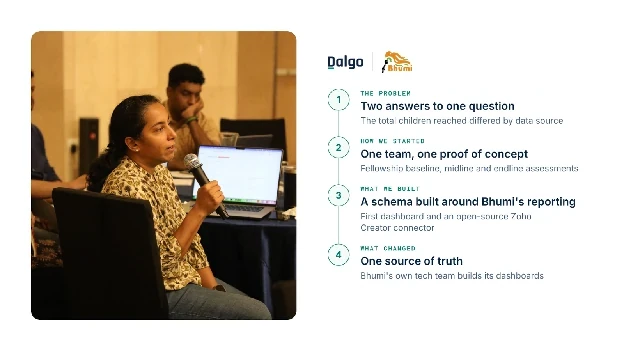 Dalgo
Bhumi
1
THE PROBLEM
Two answers to one question
The total children reached differed by data source
2
HOW WE STARTED
One team, one proof of concept
Fellowship baseline, midline and endline assessments
3
WHAT WE BUILT
A schema built around Bhumi's reporting
First dashboard and an open-source Zoho
Creator connector
4
WHAT CHANGED
One source of truth
Bhumi's own tech team builds its dashboards